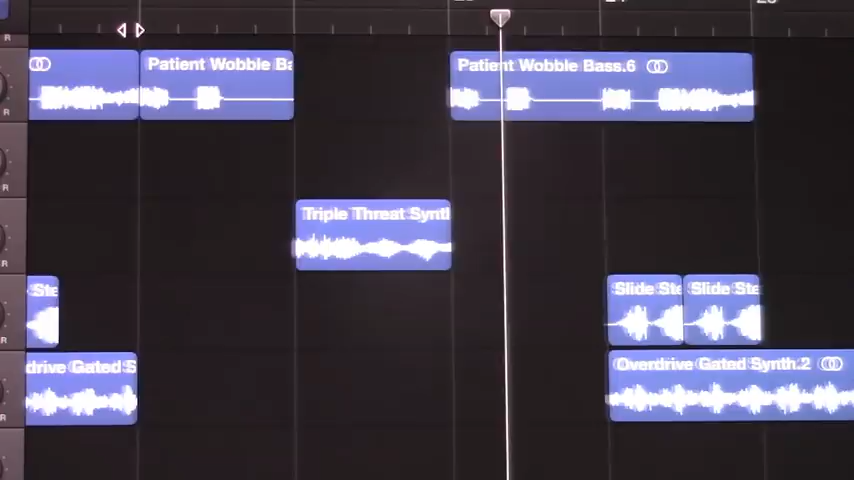 24
R
Patient Wobble Ba
Patient Wobble Bass.6
R
R
Triple Threat Synt
R
Ste
Slide Ste
Slide Ste
R
drive Gated S
Overdrive Gated Synth.2
R